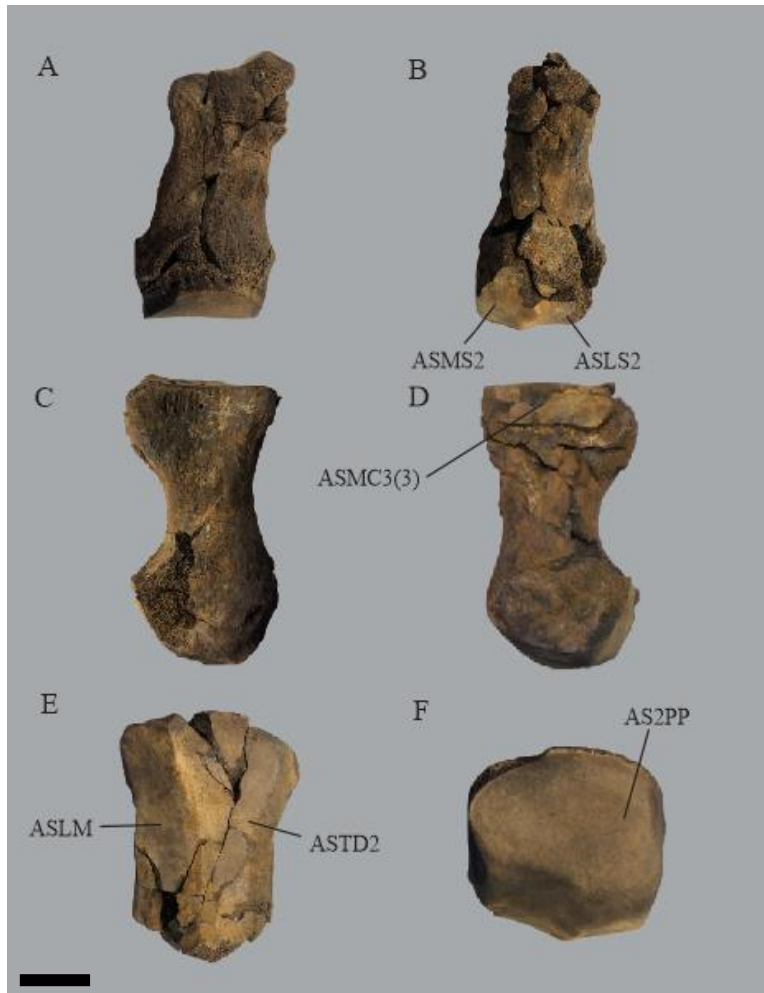 A
B
ASMS2
ASLS2
C
D
ASMC3(3)
E
F
AS2PP
ASLM
ASTD2